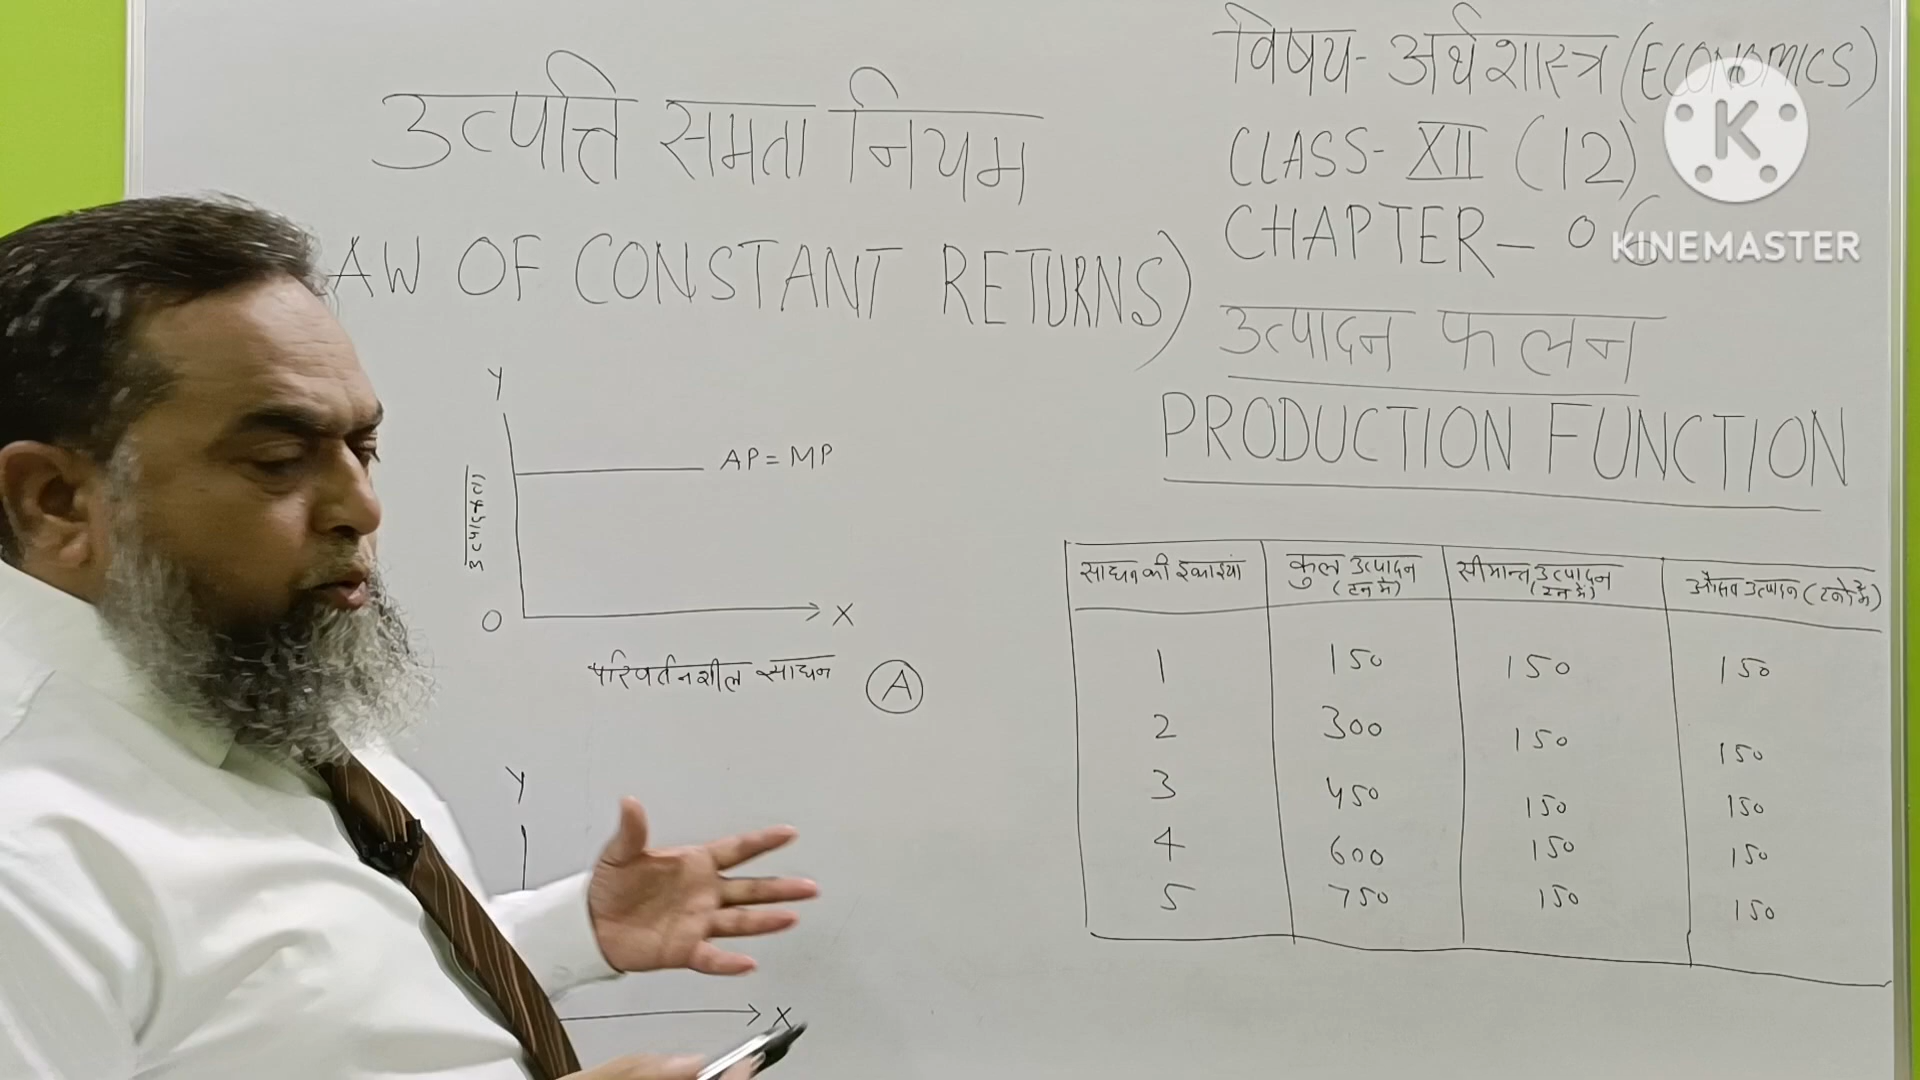 उत्पत्ति समता नियम
AW OF CONSTANT RETURNS)
विषय- अर्थशास्त्र (ECONOMICS)
CLASS- XII (12)
CHAPTER - 06
उत्पादन फलन
PRODUCTION FUNCTION
K
KINEMASTER
Y
AP = MP
उत्पादकता
O
X
परिवर्तनशील साधन
A
Y
X
साधन की इकाईयां कुल उत्पादन (टन में) सीमान्त उत्पादन (टन में) औसत उत्पादन (टनों में)
1 150 150 150
2 300 150 150
3 450 150 150
4 600 150 150
5 750 150 150